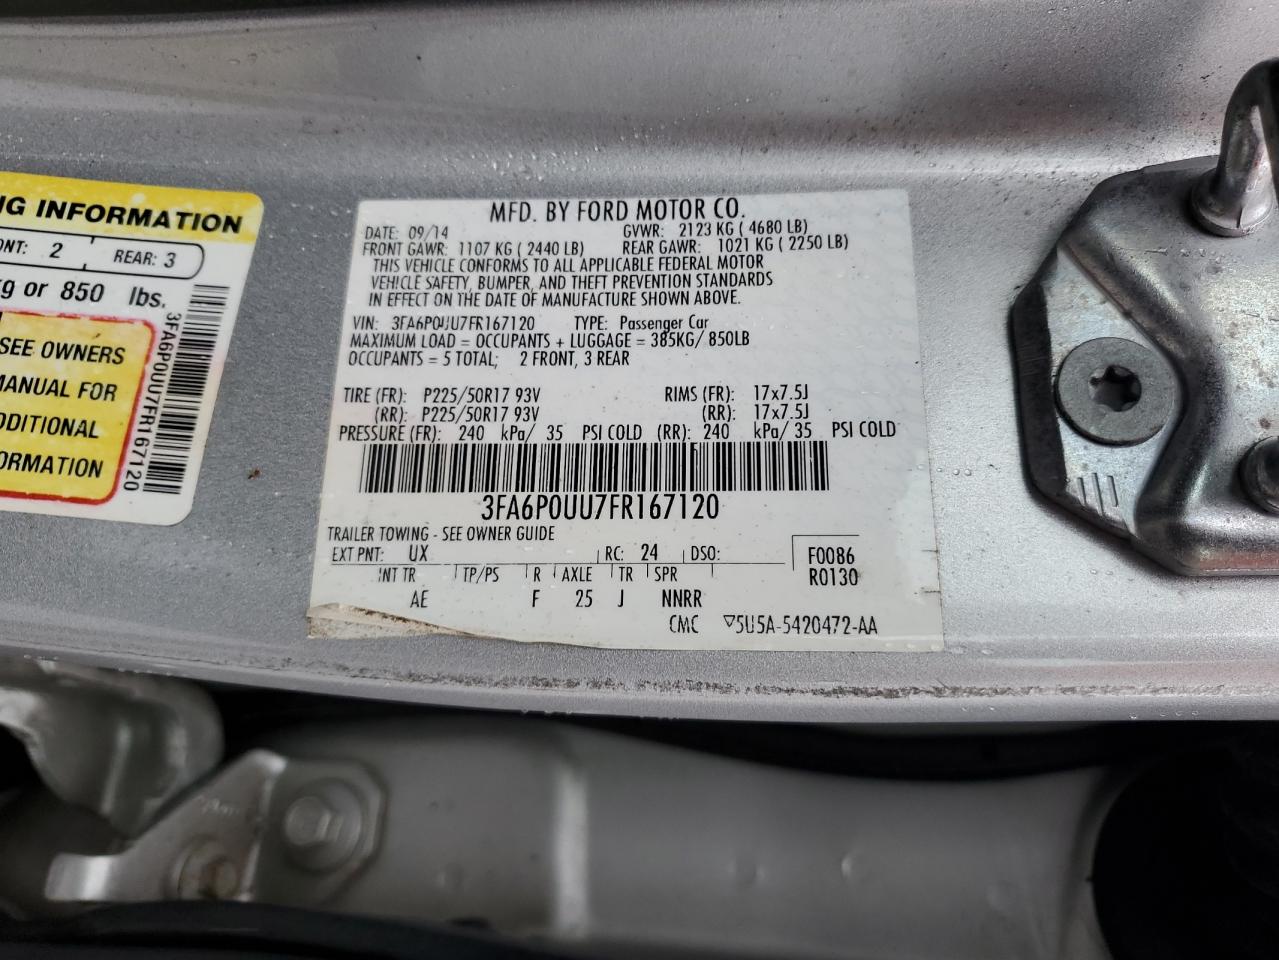 NG INFORMATION
ONT: 2 REAR: 3
kg or 850 lbs.
SEE OWNERS
MANUAL FOR
ADDITIONAL
INFORMATION
3FA6P0UU7FR167120
MFD. BY FORD MOTOR CO.
DATE: 09/14 GVWR: 2123 KG ( 4680 LB)
FRONT GAWR: 1107 KG ( 2440 LB) REAR GAWR: 1021 KG ( 2250 LB)
THIS VEHICLE CONFORMS TO ALL APPLICABLE FEDERAL MOTOR
VEHICLE SAFETY, BUMPER, AND THEFT PREVENTION STANDARDS
IN EFFECT ON THE DATE OF MANUFACTURE SHOWN ABOVE.
VIN: 3FA6P0UU7FR167120 TYPE: Passenger Car
MAXIMUM LOAD = OCCUPANTS + LUGGAGE = 385KG/ 850LB
OCCUPANTS = 5 TOTAL; 2 FRONT, 3 REAR
TIRE (FR): P225/50R17 93V RIMS (FR): 17x7.5J
(RR): P225/50R17 93V (RR): 17x7.5J
PRESSURE (FR): 240 kPa/ 35 PSI COLD (RR): 240 kPa/ 35 PSI COLD
3FA6P0UU7FR167120
TRAILER TOWING - SEE OWNER GUIDE
EXT PNT: UX RC: 24 DSO: F0086
INT TR TP/PS R AXLE TR SPR R0130
AE F 25 J NNRR
CMC ▽5U5A-5420472-AA